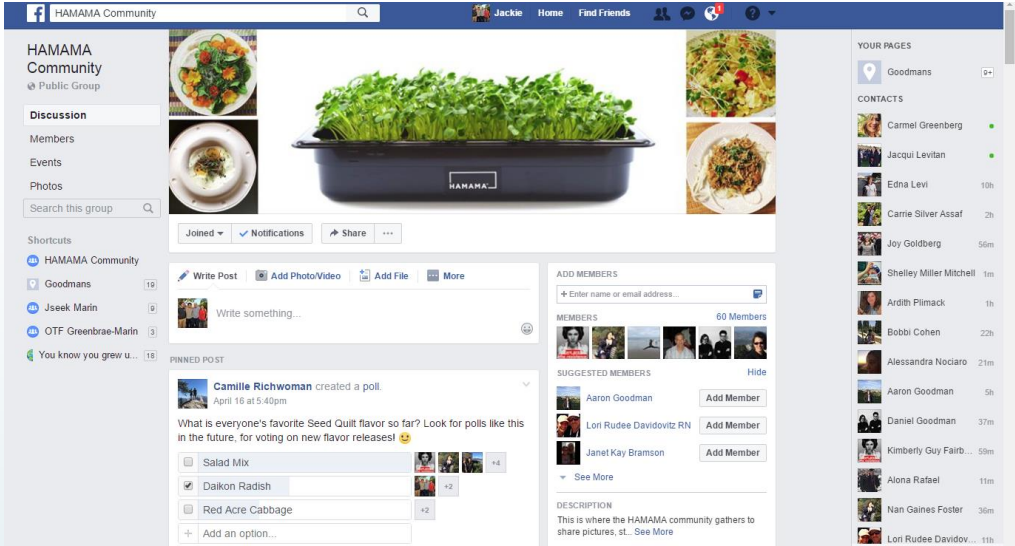 HAMAMA Community
Jackie Home Find Friends 1
HAMAMA
Community
Public Group
Discussion
Members
Events
Photos
Search this group
Shortcuts
HAMAMA Community
Goodmans 19
Jseek Marin 9
OTF Greenbrae-Marin 3
You know you grew u... 18
HAMAMA
Joined Notifications Share ...
Write Post Add Photo/Video Add File More
Write something...
PINNED POST
Camille Richwoman created a poll.
April 16 at 5:40pm
What is everyone's favorite Seed Quilt flavor so far? Look for polls like this
in the future, for voting on new flavor releases!
Salad Mix +4
Daikon Radish +2
Red Acre Cabbage +2
+ Add an option...
ADD MEMBERS
+ Enter name or email address...
MEMBERS 60 Members
SUGGESTED MEMBERS Hide
Aaron Goodman Add Member
Lori Rudee Davidovitz RN Add Member
Janet Kay Bramson Add Member
See More
DESCRIPTION
This is where the HAMAMA community gathers to
share pictures, st... See More
YOUR PAGES
Goodmans 9+
CONTACTS
Carmel Greenberg
Jacqui Levitan
Edna Levi 10h
Carrie Silver Assaf 2h
Joy Goldberg 56m
Shelley Miller Mitchell 1m
Ardith Plimack 1h
Bobbi Cohen 22h
Alessandra Nociaro 21m
Aaron Goodman 5h
Daniel Goodman 37m
Kimberly Guy Fairb... 59m
Alona Rafael 11m
Nan Gaines Foster 36m
Lori Rudee Davidov... 11h